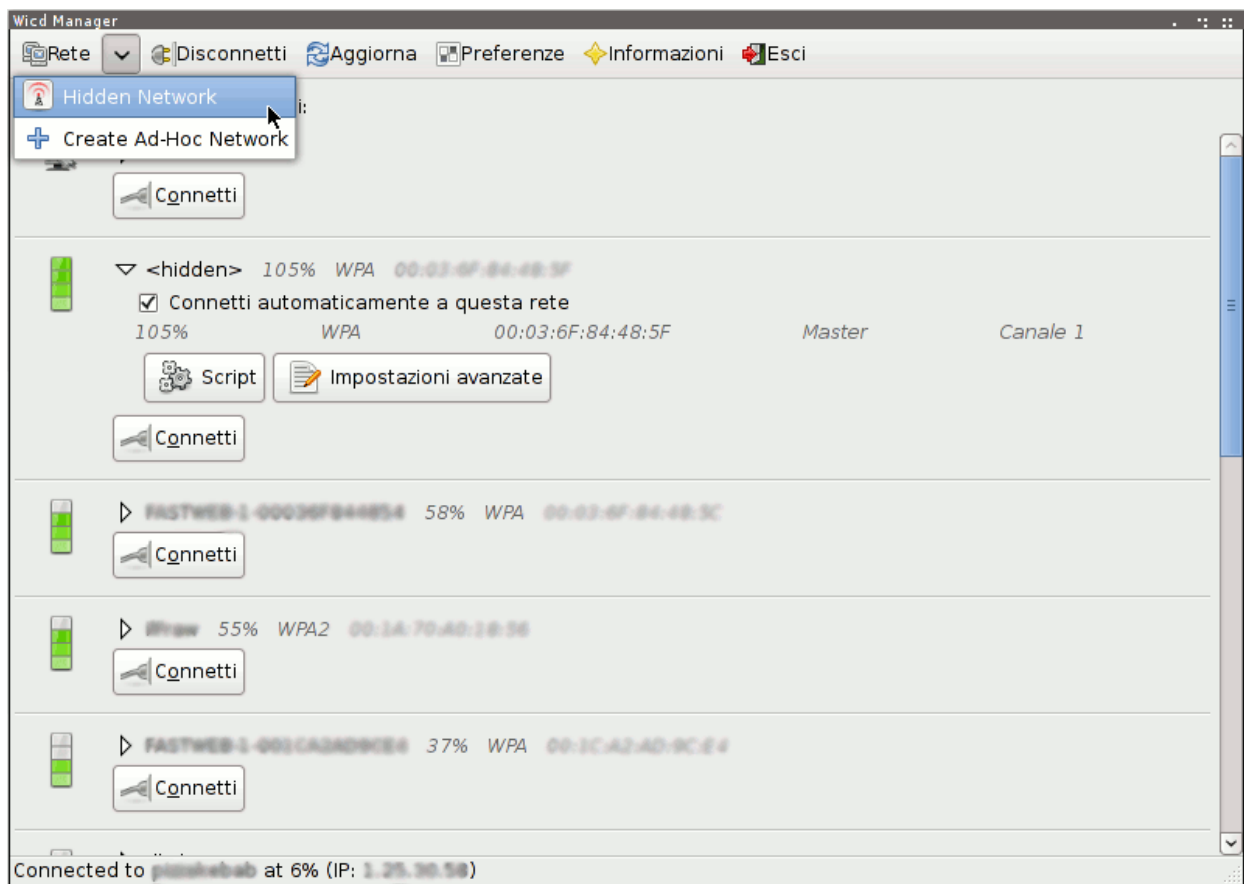 Wicd Manager
Rete Disconnetti Aggiorna Preferenze Informazioni Esci
Hidden Network
i:
Create Ad-Hoc Network
Connetti
<hidden> 105% WPA
Connetti automaticamente a questa rete
105% WPA 00:03:6F:84:48:5F Master Canale 1
Script Impostazioni avanzate
Connetti
58% WPA
Connetti
55% WPA2
Connetti
37% WPA
Connetti
Connected to at 6% (IP: )